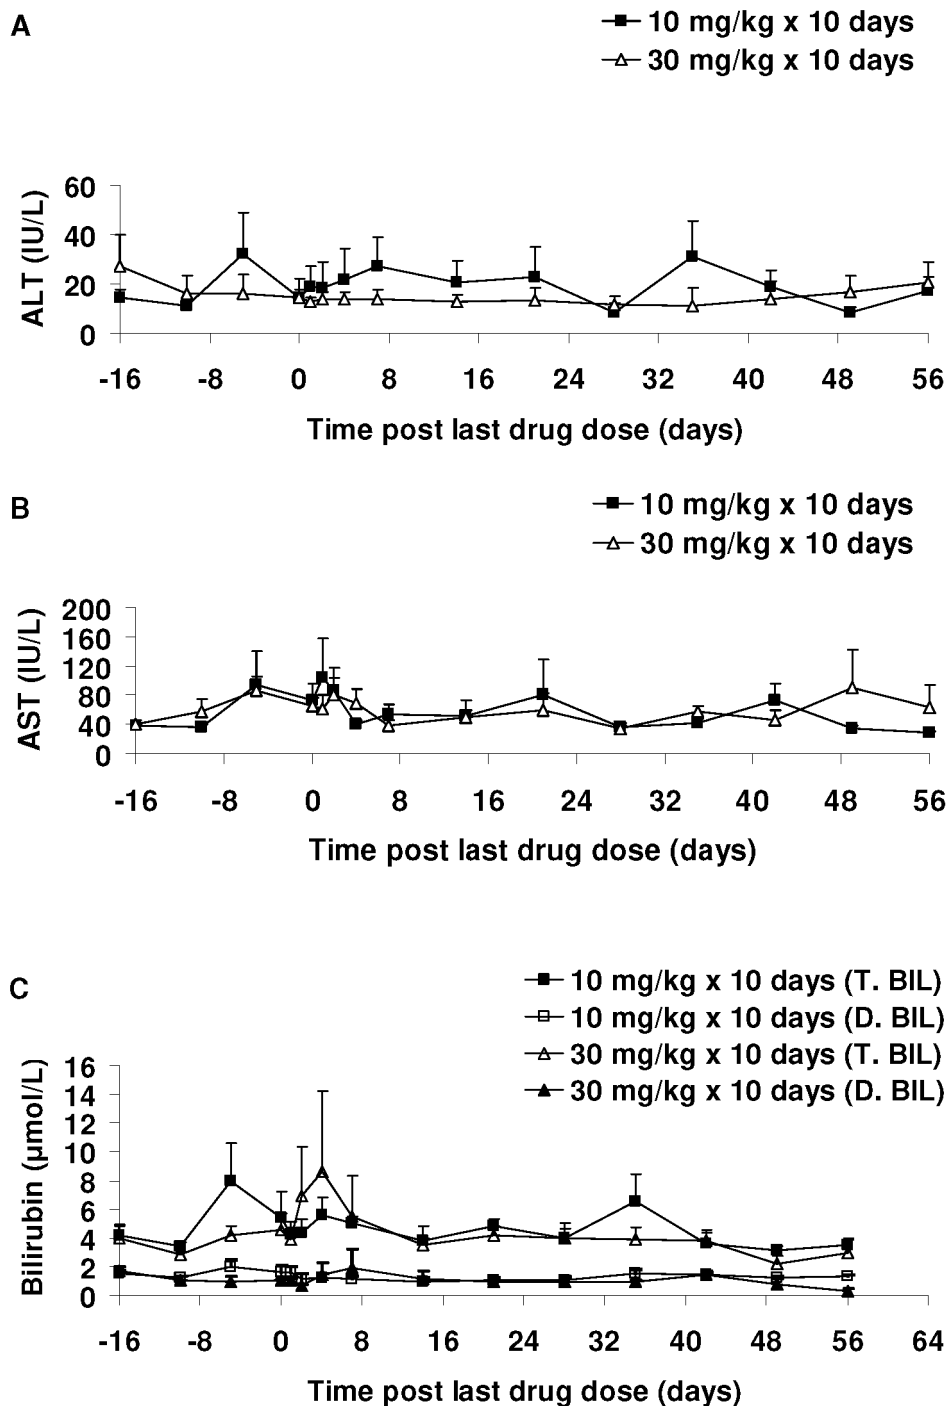 A
10 mg/kg x 10 days
30 mg/kg x 10 days
ALT (IU/L)
60
40
20
0
-16 -8 0 8 16 24 32 40 48 56
Time post last drug dose (days)
B
10 mg/kg x 10 days
30 mg/kg x 10 days
AST (IU/L)
200
160
120
80
40
0
-16 -8 0 8 16 24 32 40 48 56
Time post last drug dose (days)
C
10 mg/kg x 10 days (T. BIL)
10 mg/kg x 10 days (D. BIL)
30 mg/kg x 10 days (T. BIL)
30 mg/kg x 10 days (D. BIL)
Bilirubin (µmol/L)
16
14
12
10
8
6
4
2
0
-16 -8 0 8 16 24 32 40 48 56 64
Time post last drug dose (days)